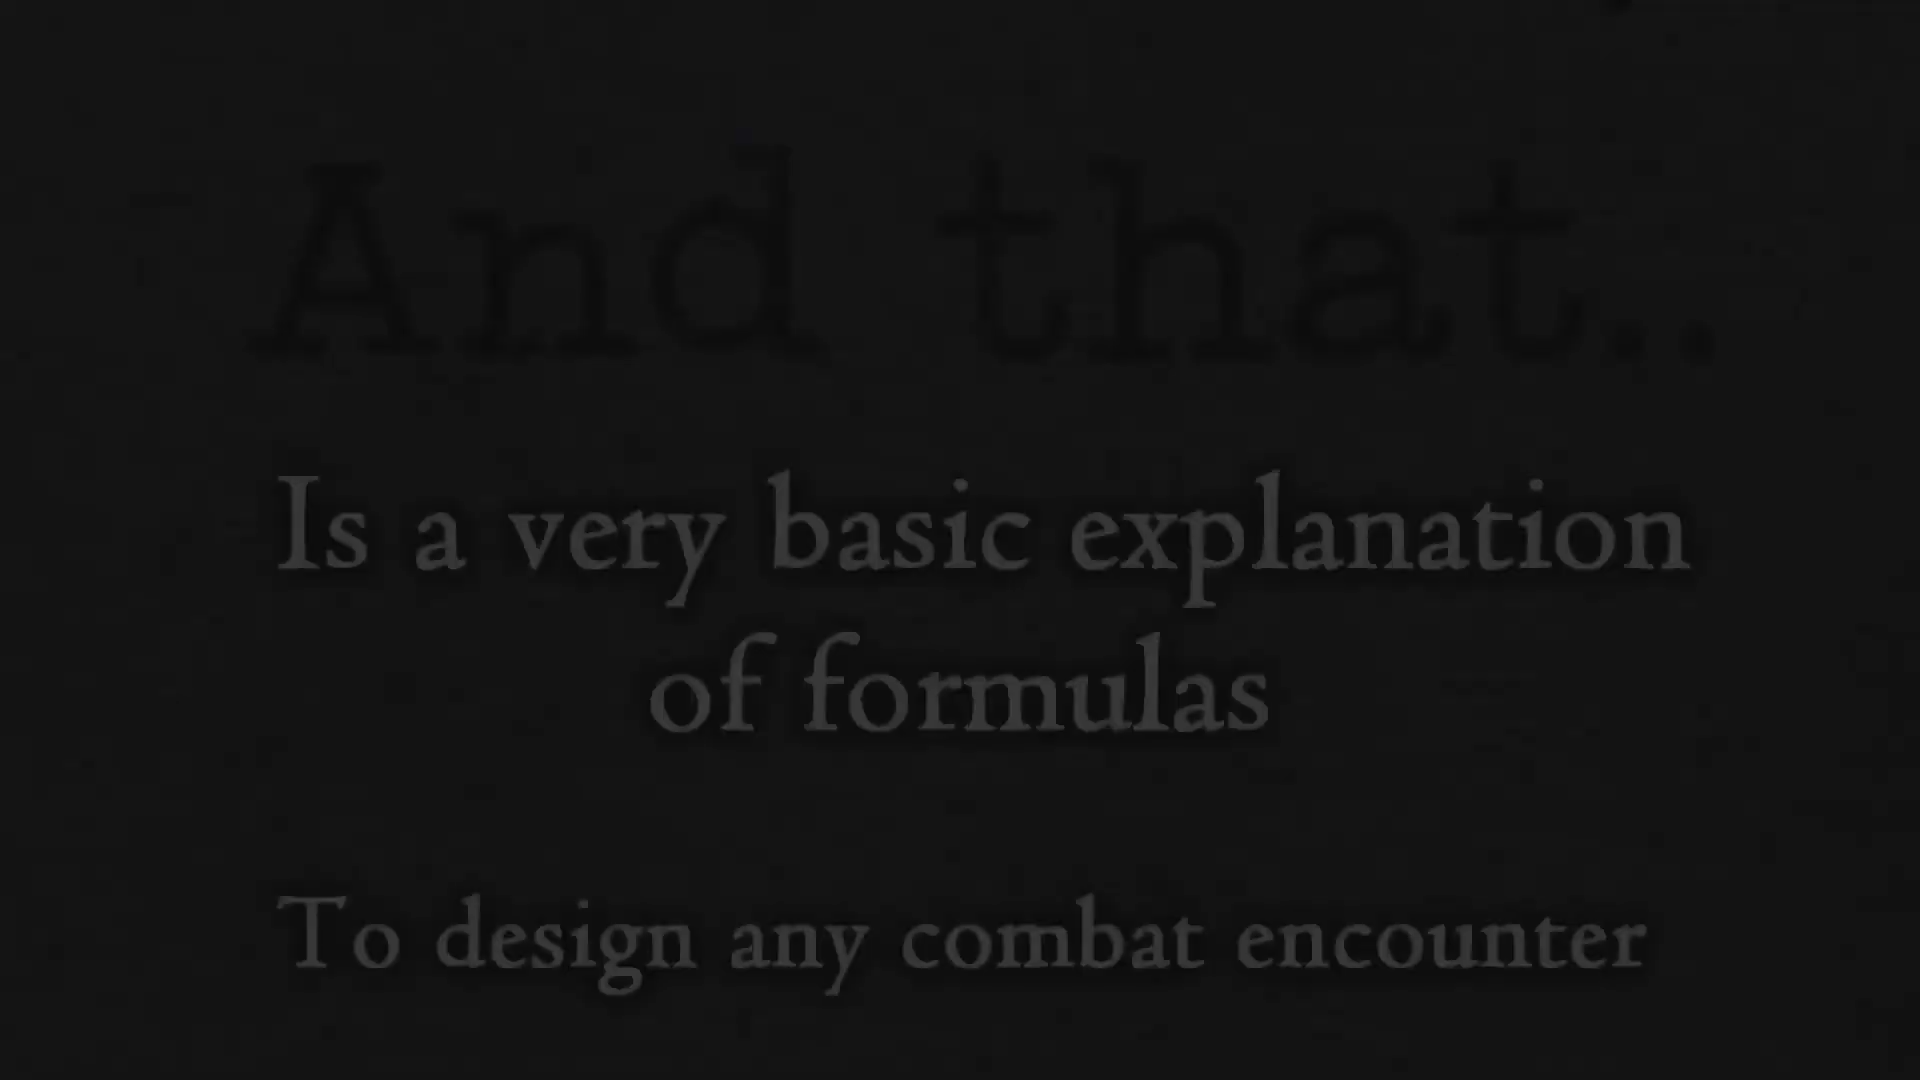 And that..
Is a very basic explanation
of formulas
To design any combat encounter